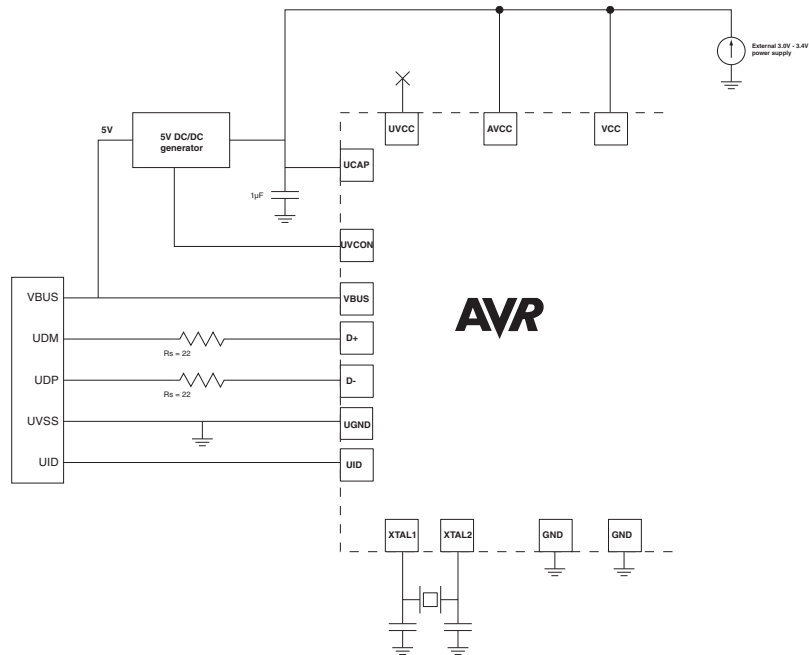 External 3.0V - 3.4V
power supply
5V
5V DC/DC
generator
UVCC
AVCC
VCC
UCAP
1µF
UVCON
VBUS
VBUS
AVR
UDM
Rs = 22
D+
UDP
Rs = 22
D-
UVSS
UGND
UID
UID
XTAL1
XTAL2
GND
GND